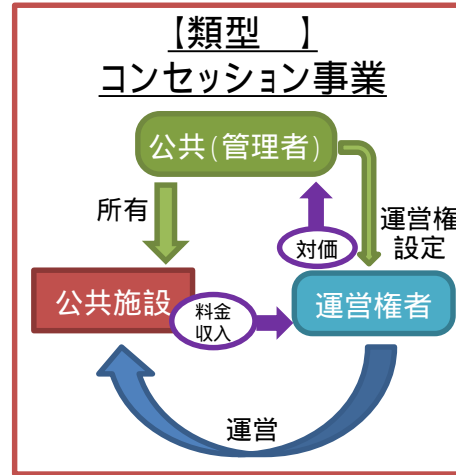 【類型　】
コンセッション事業
公共(管理者)
所有
対価
運営権
設定
公共施設
料金
収入
運営権者
運営